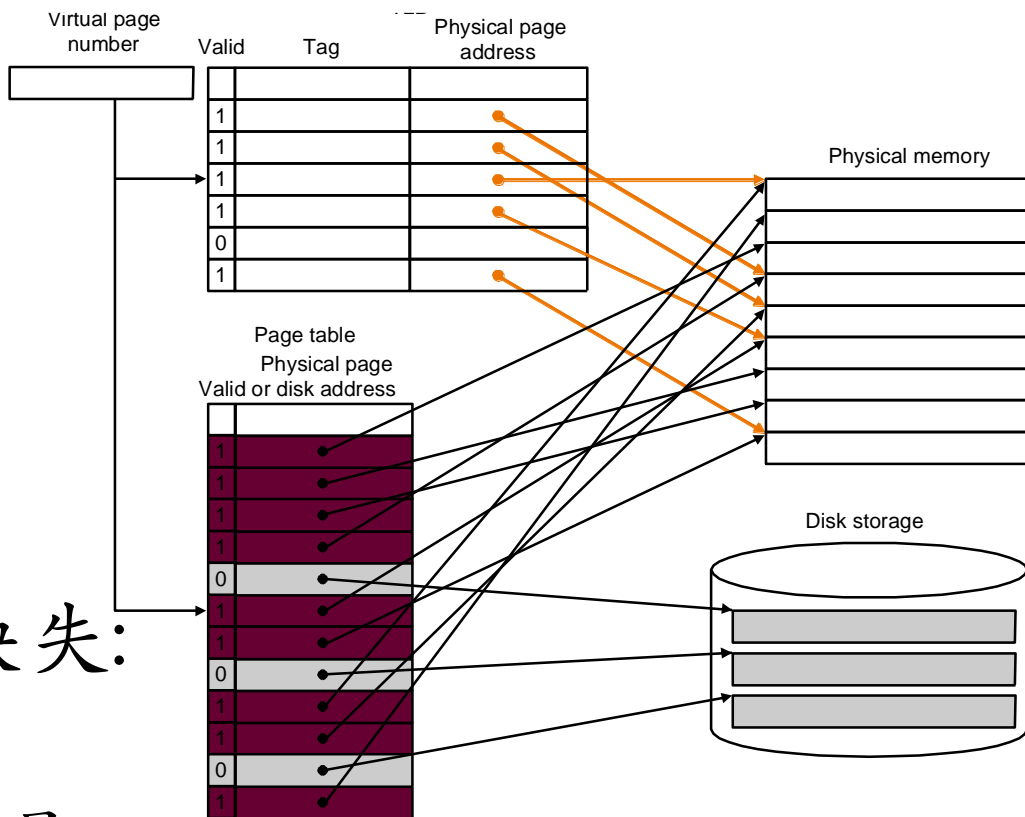 Virtual page
number
Valid
Tag
Physical page
address
1
1
1
1
0
1
Physical memory
Page table
Physical page
Valid or disk address
1
1
1
1
0
1
1
0
1
1
0
1
Disk storage
失: